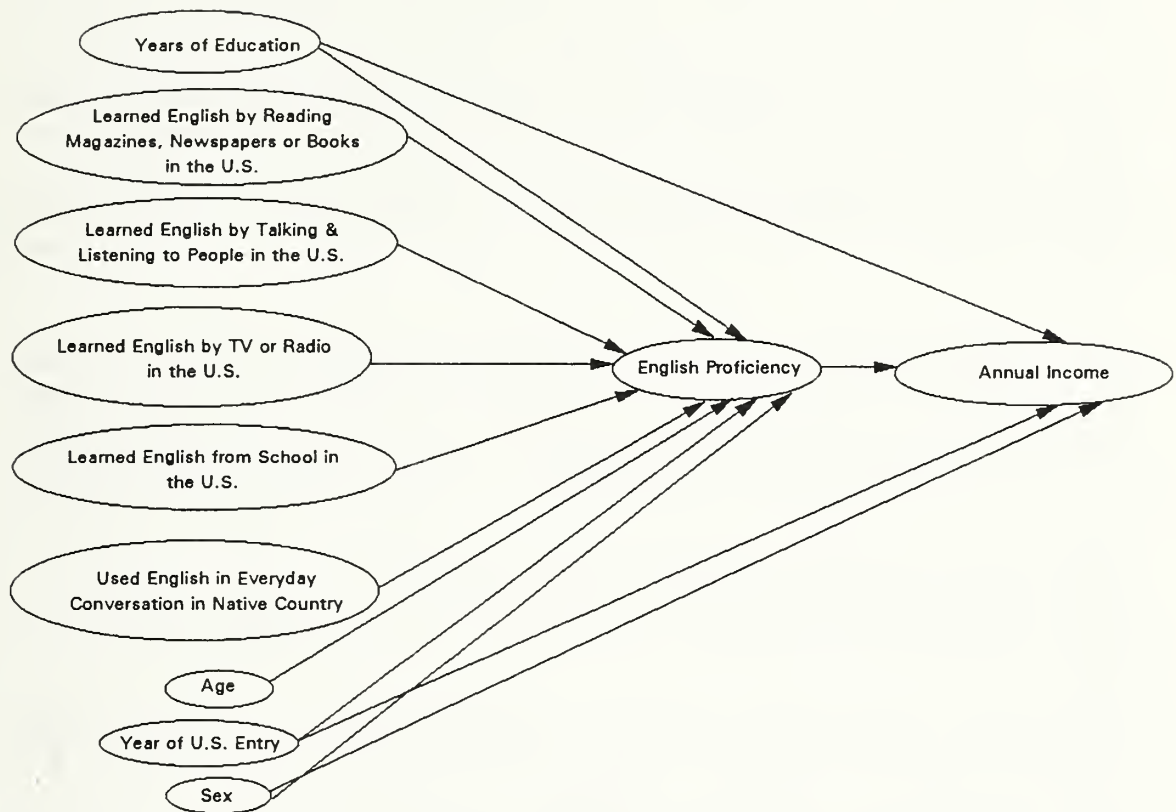 Years of Education
Learned English by Reading
Magazines, Newspapers or Books
in the U.S.
Learned English by Talking &
Listening to People in the U.S.
Learned English by TV or Radio
in the U.S.
English Proficiency
Annual Income
Learned English from School in
the U.S.
Used English in Everyday
Conversation in Native Country
Age
Year of U.S. Entry
Sex